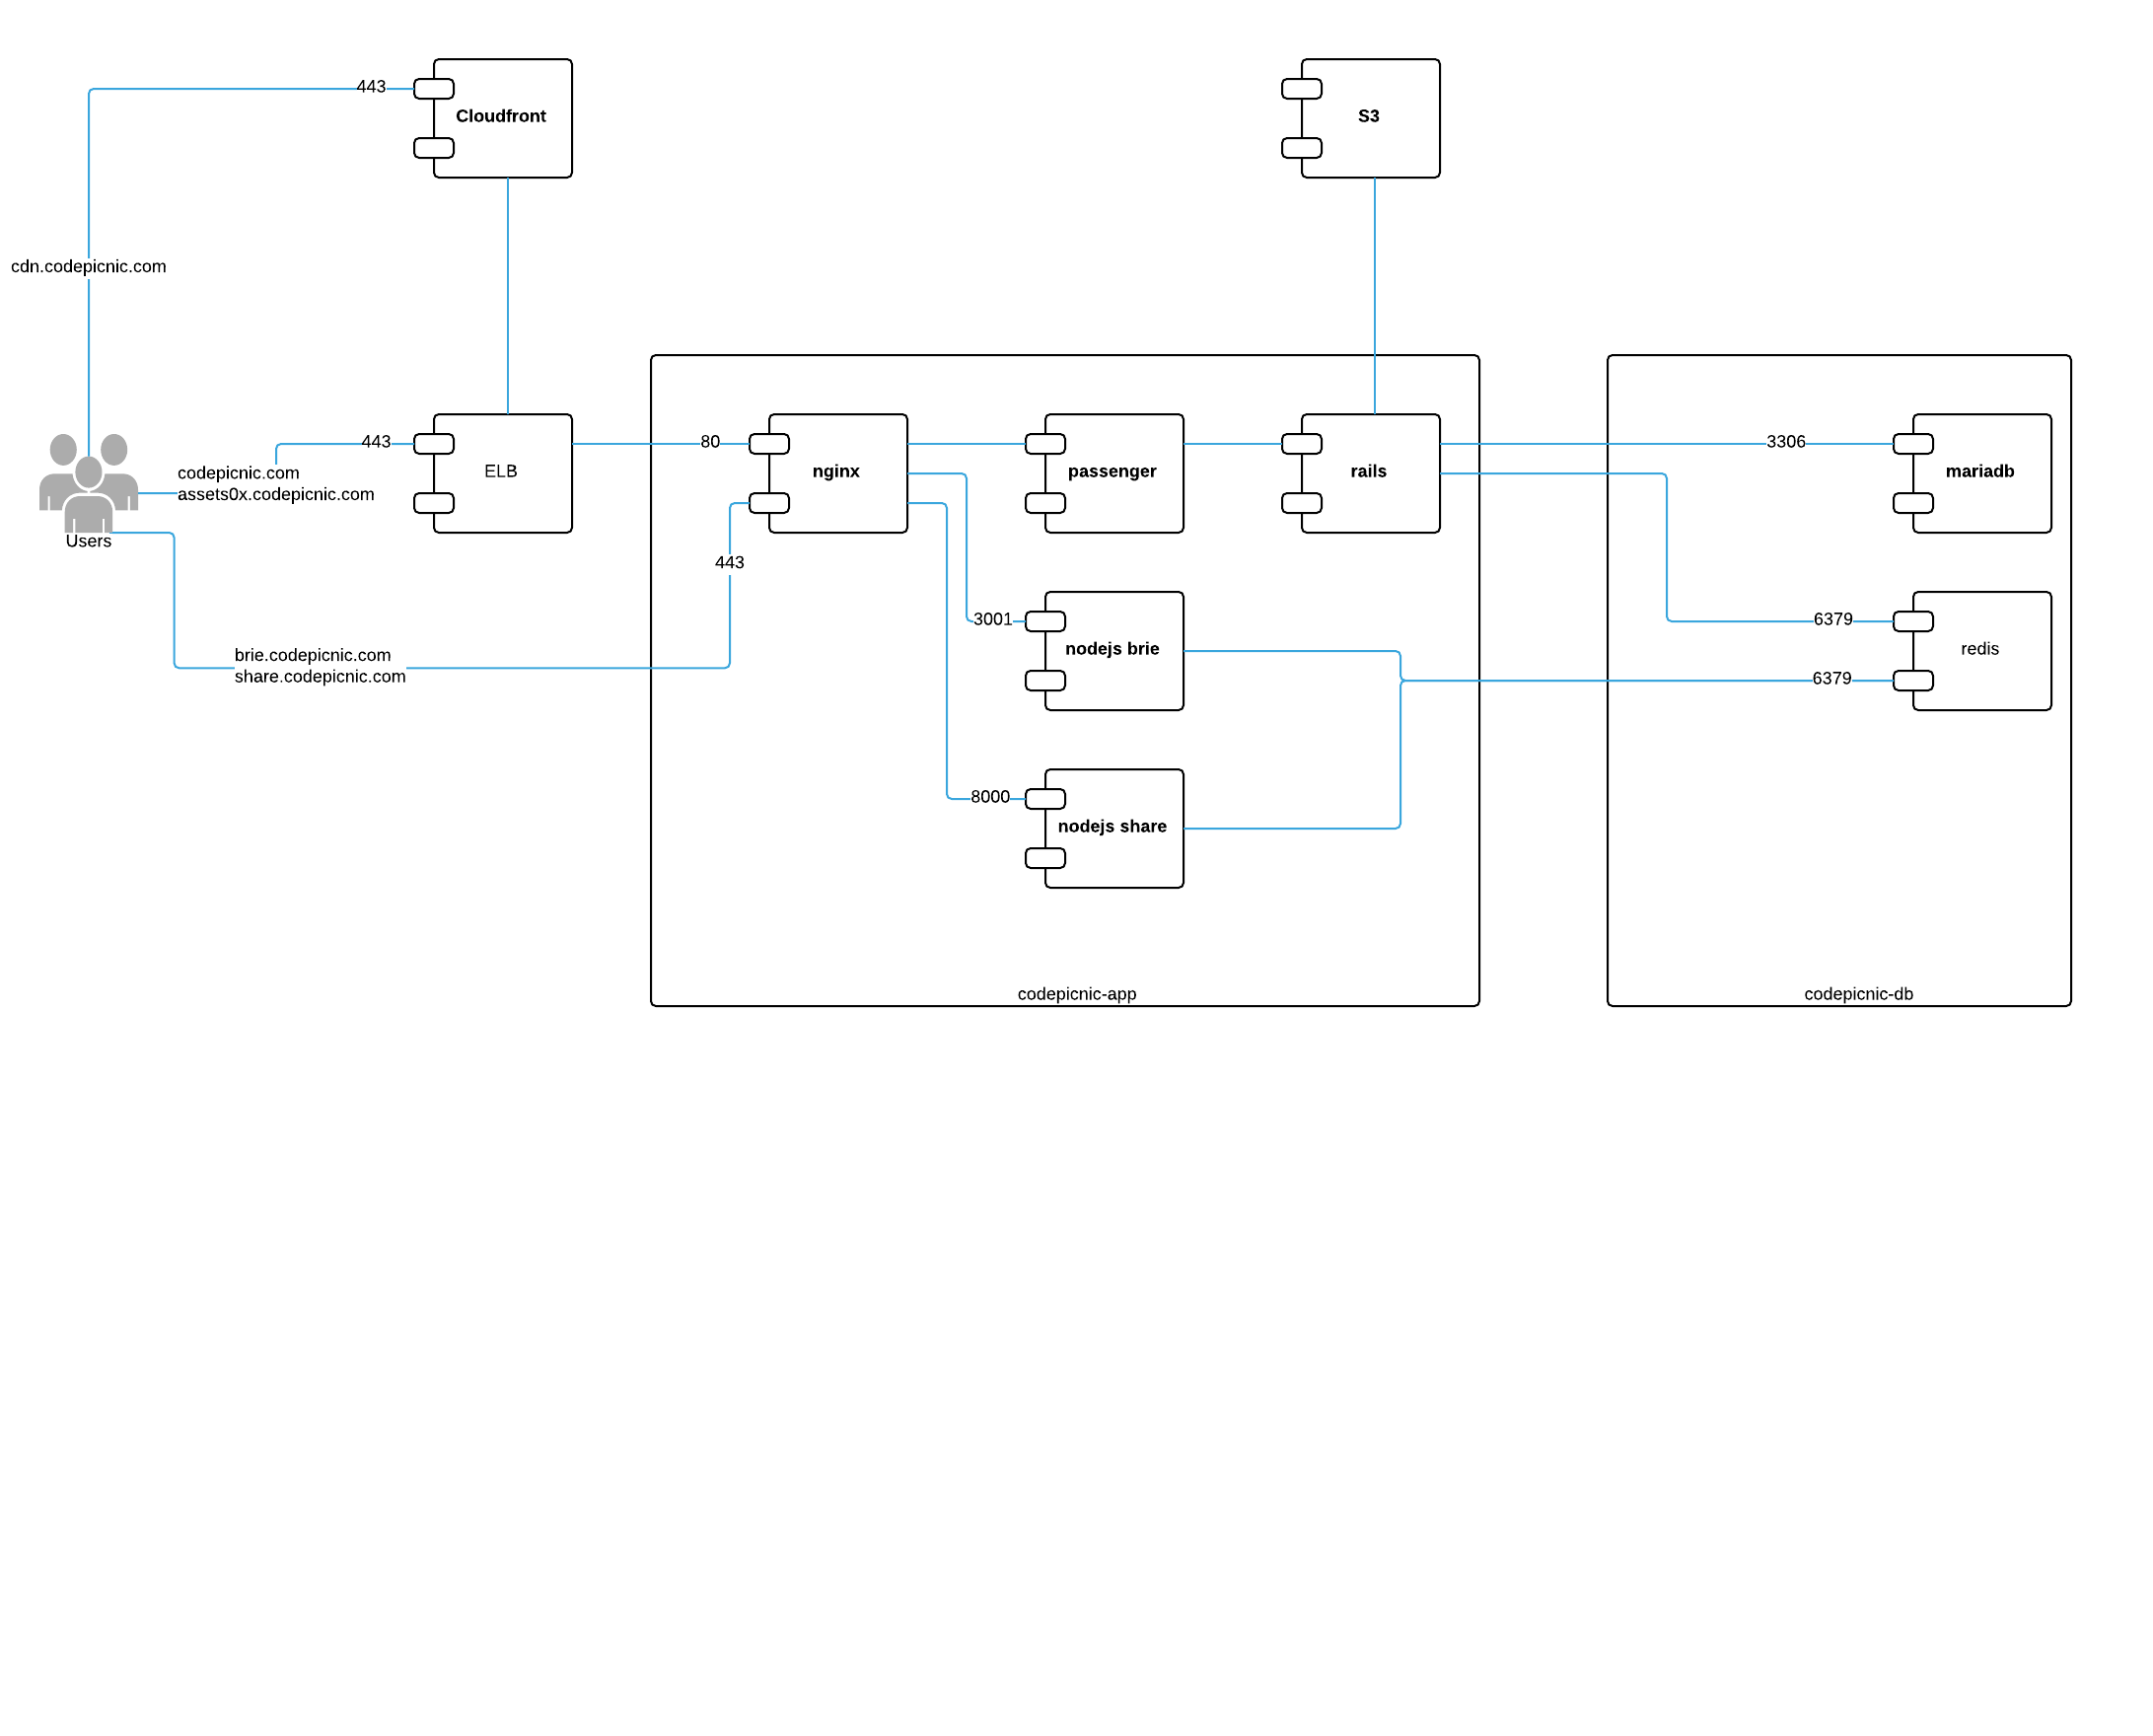 443
Cloudfront
S3
cdn.codepicnic.com
443
80
3306
codepicnic.com
assets0x.codepicnic.com
ELB
nginx
passenger
rails
mariadb
Users
443
3001
6379
brie.codepicnic.com
share.codepicnic.com
nodejs brie
redis
6379
8000
nodejs share
codepicnic-app
codepicnic-db